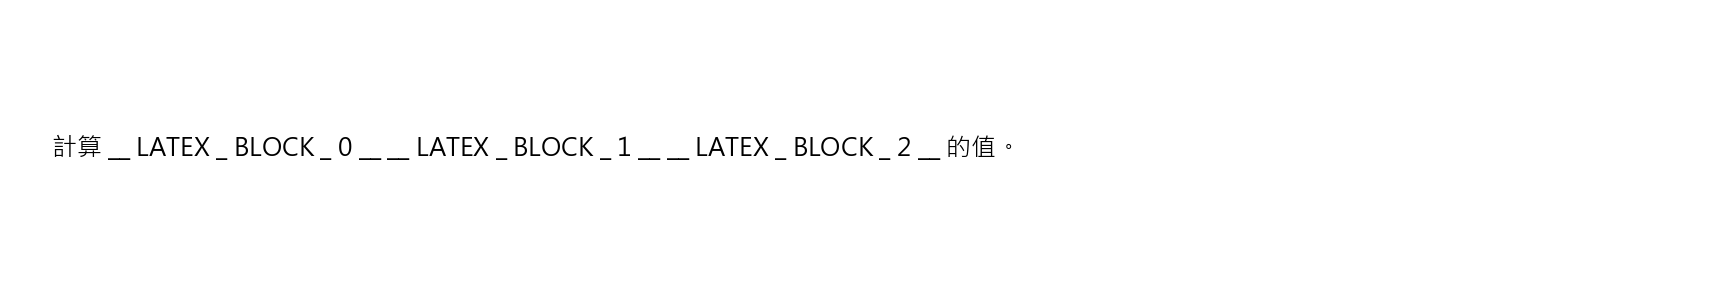 計算 __ LATEX _ BLOCK _ 0 __ __ LATEX _ BLOCK _ 1 __ __ LATEX _ BLOCK _ 2 __ 的值。